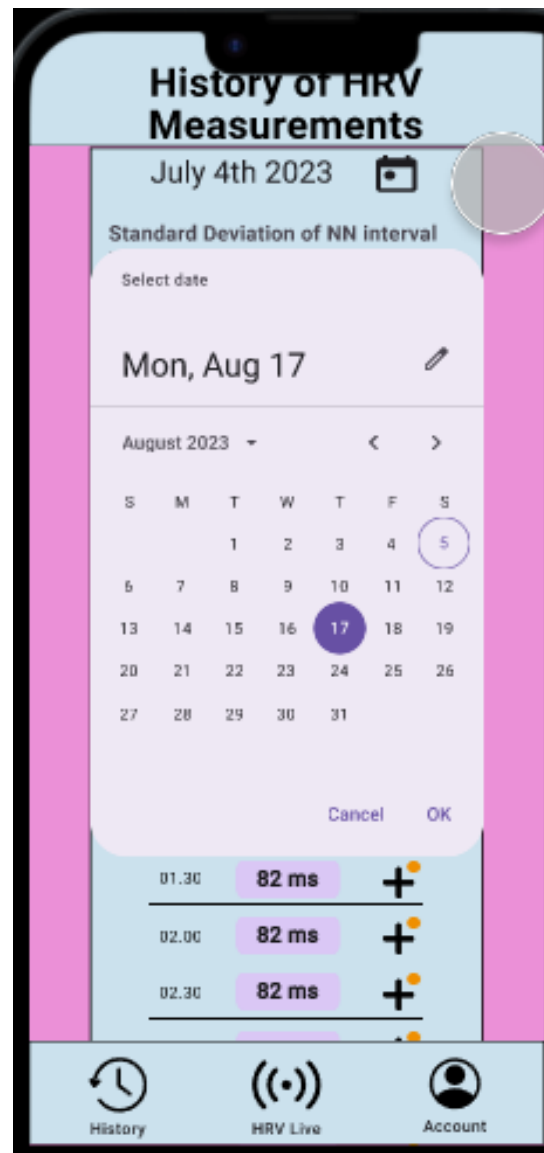 History of HRV
Measurements
July 4th 2023
Standard Deviation of NN interval
Select date
Mon, Aug 17
August 2023
S M T W T F S
1 2 3 4 5
6 7 8 9 10 11 12
13 14 15 16 17 18 19
20 21 22 23 24 25 26
27 28 29 30 31
Cancel OK
01.30 82 ms
02.00 82 ms
02.30 82 ms
History HRV Live Account